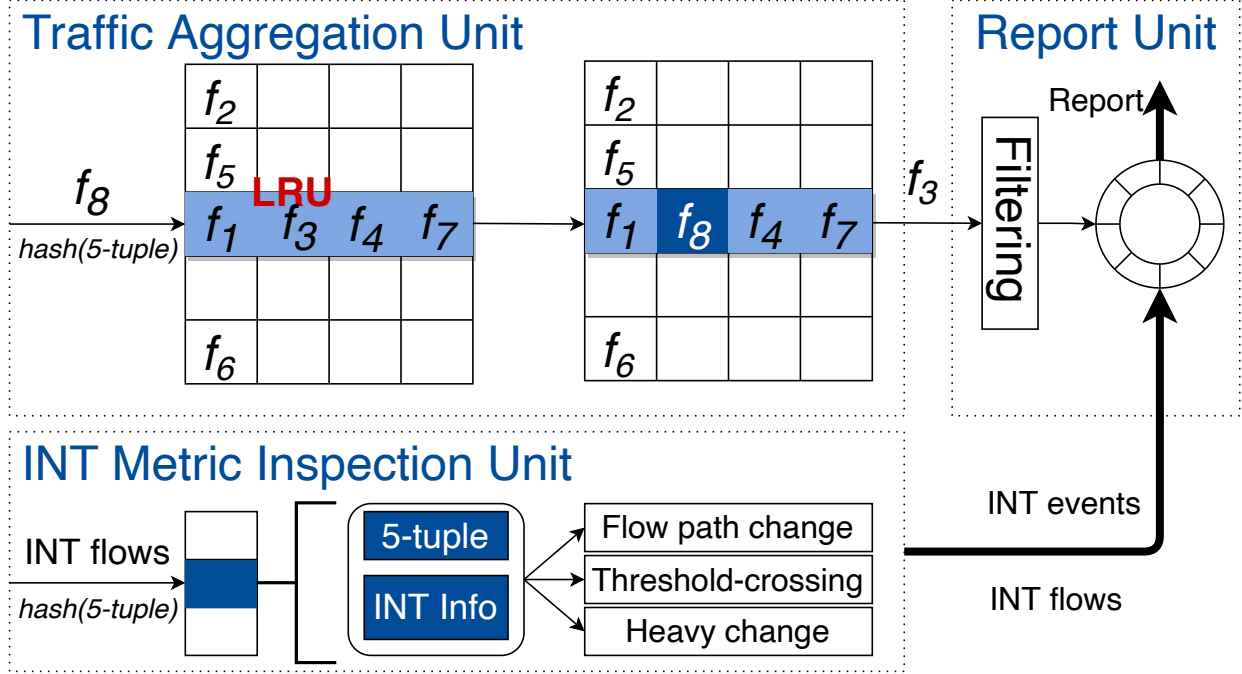 Traffic Aggregation Unit
f2
f5
LRU
f8
hash(5-tuple)
f1 f3 f4 f7
f6
f2
f5
f1 f8 f4 f7
f6
f3
Report Unit
Report
Filtering
INT Metric Inspection Unit
INT flows
hash(5-tuple)
5-tuple
INT Info
Flow path change
Threshold-crossing
Heavy change
INT events
INT flows